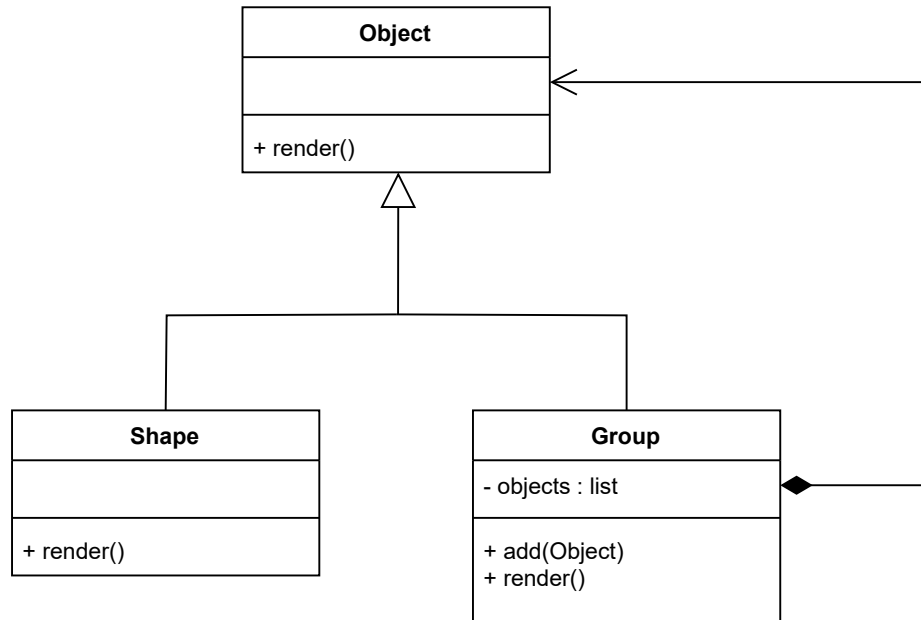 Object
+ render()
Shape
+ render()
Group
- objects : list
+ add(Object)
+ render()